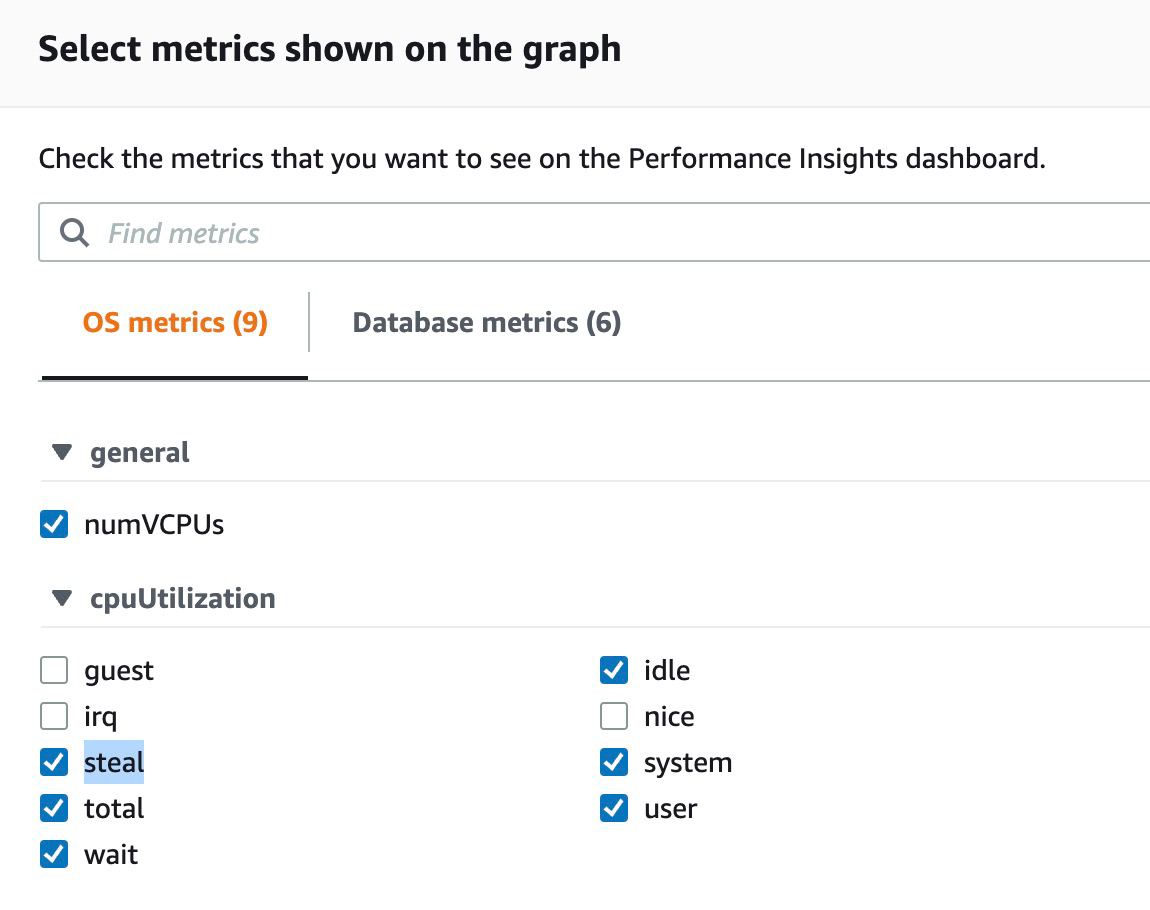 Select metrics shown on the graph
Check the metrics that you want to see on the Performance Insights dashboard.
Find metrics
OS metrics (9)
Database metrics (6)
general
numVCPUs
cpuUtilization
guest
idle
irq
nice
steal
system
total
user
wait